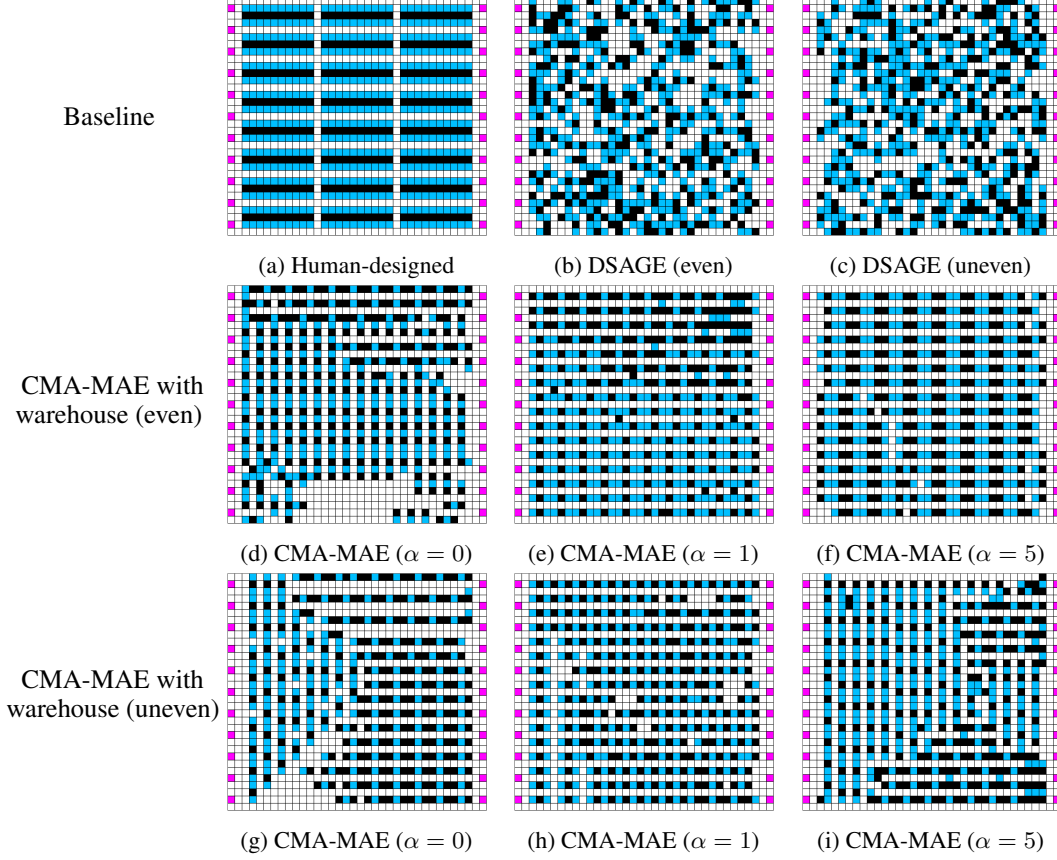 Baseline
(a) Human-designed
(b) DSAGE (even)
(c) DSAGE (uneven)
CMA-MAE with
warehouse (even)
(d) CMA-MAE (α = 0)
(e) CMA-MAE (α = 1)
(f) CMA-MAE (α = 5)
CMA-MAE with
warehouse (uneven)
(g) CMA-MAE (α = 0)
(h) CMA-MAE (α = 1)
(i) CMA-MAE (α = 5)